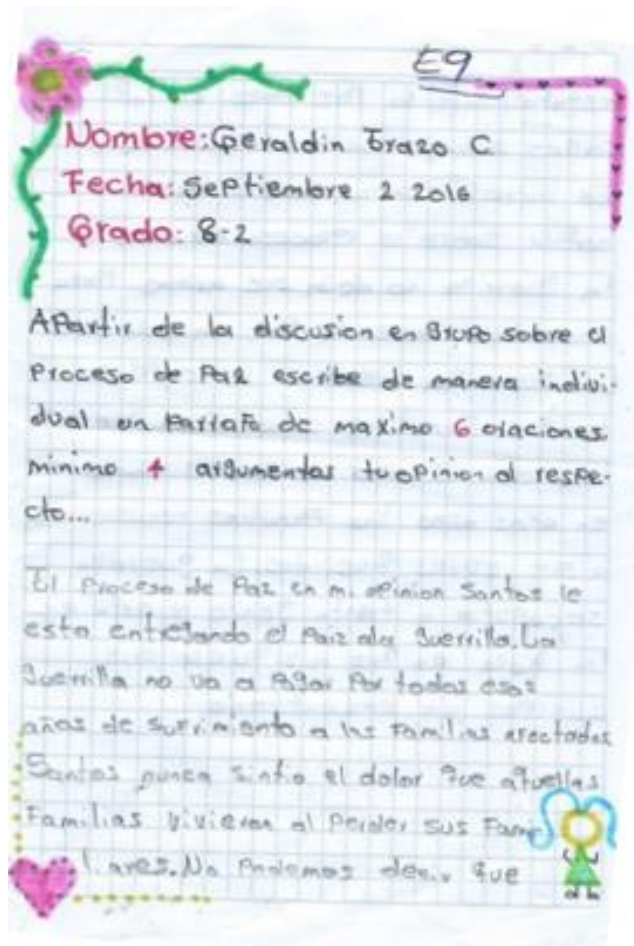 E9
Nombre: Geraldin Erazo C
Fecha: Septiembre 2 2016
Grado: 8-2
Apartir de la discusion en grupo sobre el
Proceso de Paz escribe de manera indivi-
dual un Parrafo de maximo 6 oraciones
minimo 4 argumentas tu opinion al respe-
cto...
El Proceso de Paz en mi opinion Santos le
esta entregando el Paiz ala guerrilla. La
guerrilla no va a Pagar Por todos esos
años de sufrimiento a las Familias afectadas
Santos nunca sintio el dolor que aquellas
Familias vivieron al Perder sus Fami
liares. No Podemos decir que